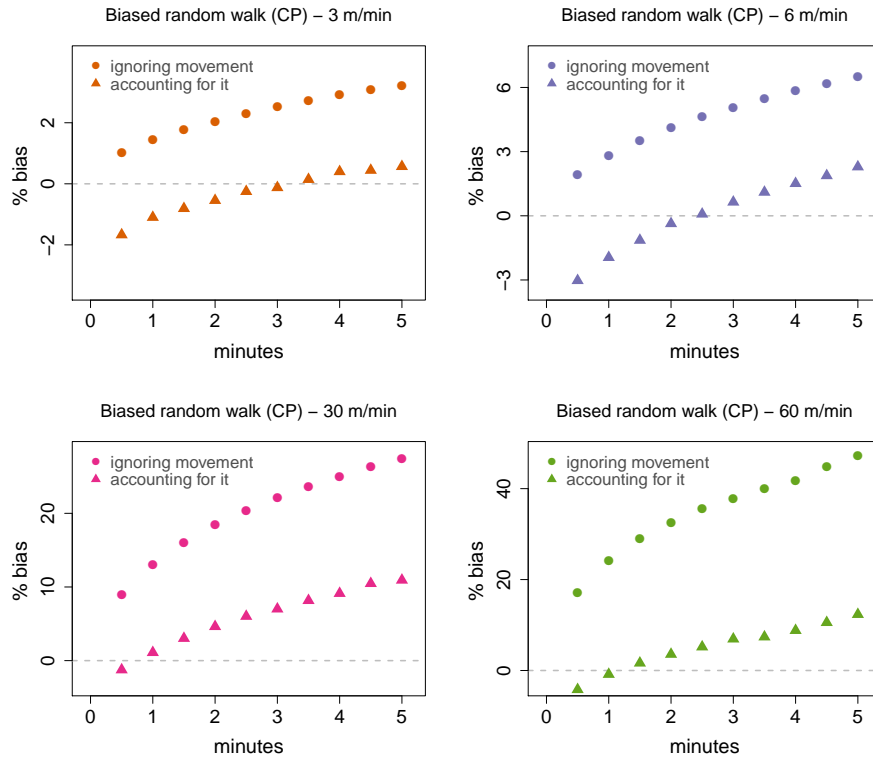 Biased random walk (CP) – 3 m/min
ignoring movement
accounting for it
% bias
2
0
−2
0 1 2 3 4 5
minutes
Biased random walk (CP) – 6 m/min
ignoring movement
accounting for it
% bias
6
3
0
−3
0 1 2 3 4 5
minutes
Biased random walk (CP) – 30 m/min
ignoring movement
accounting for it
% bias
20
10
0
0 1 2 3 4 5
minutes
Biased random walk (CP) – 60 m/min
ignoring movement
accounting for it
% bias
40
20
0
0 1 2 3 4 5
minutes